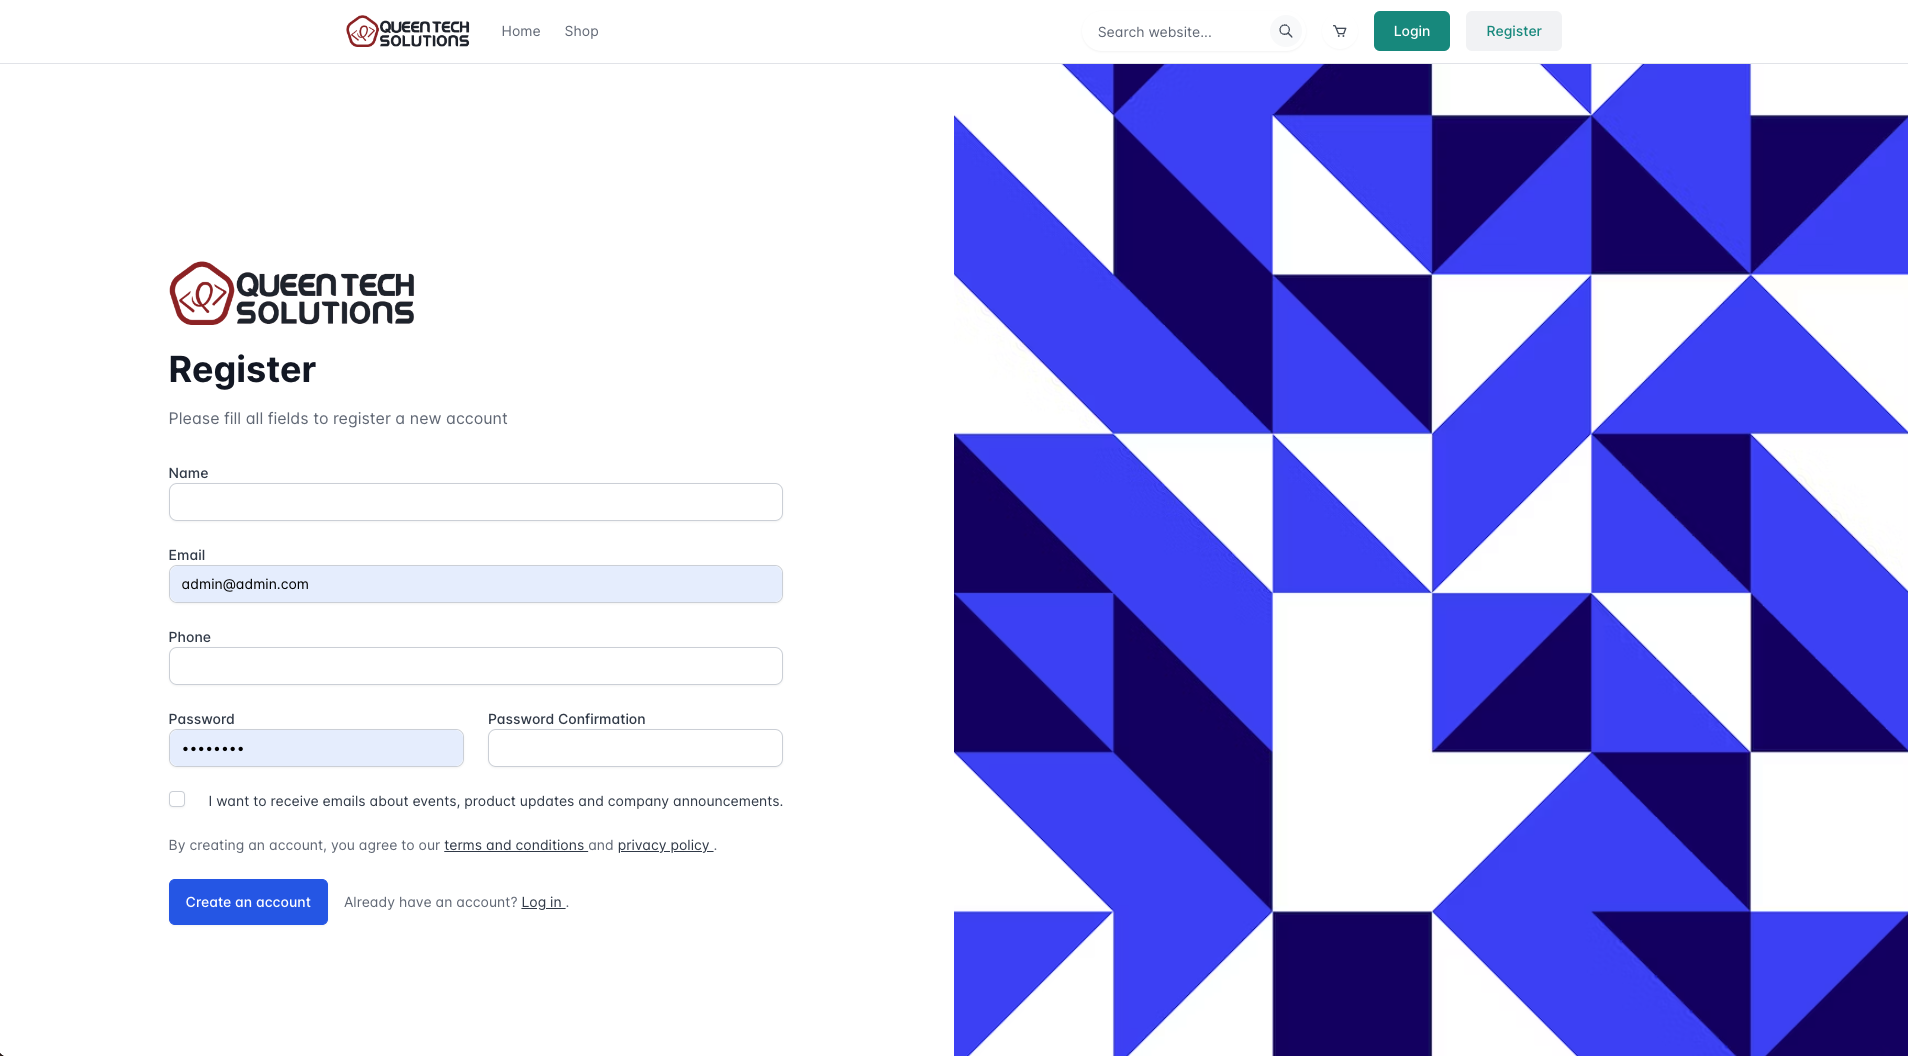 QUEEN TECH
SOLUTIONS
Home
Shop
Search website...
Login
Register
QUEEN TECH
SOLUTIONS
Register
Please fill all fields to register a new account
Name
Email
admin@admin.com
Phone
Password
Password Confirmation
••••••••
I want to receive emails about events, product updates and company announcements.
By creating an account, you agree to our terms and conditions and privacy policy .
Create an account
Already have an account? Log in .